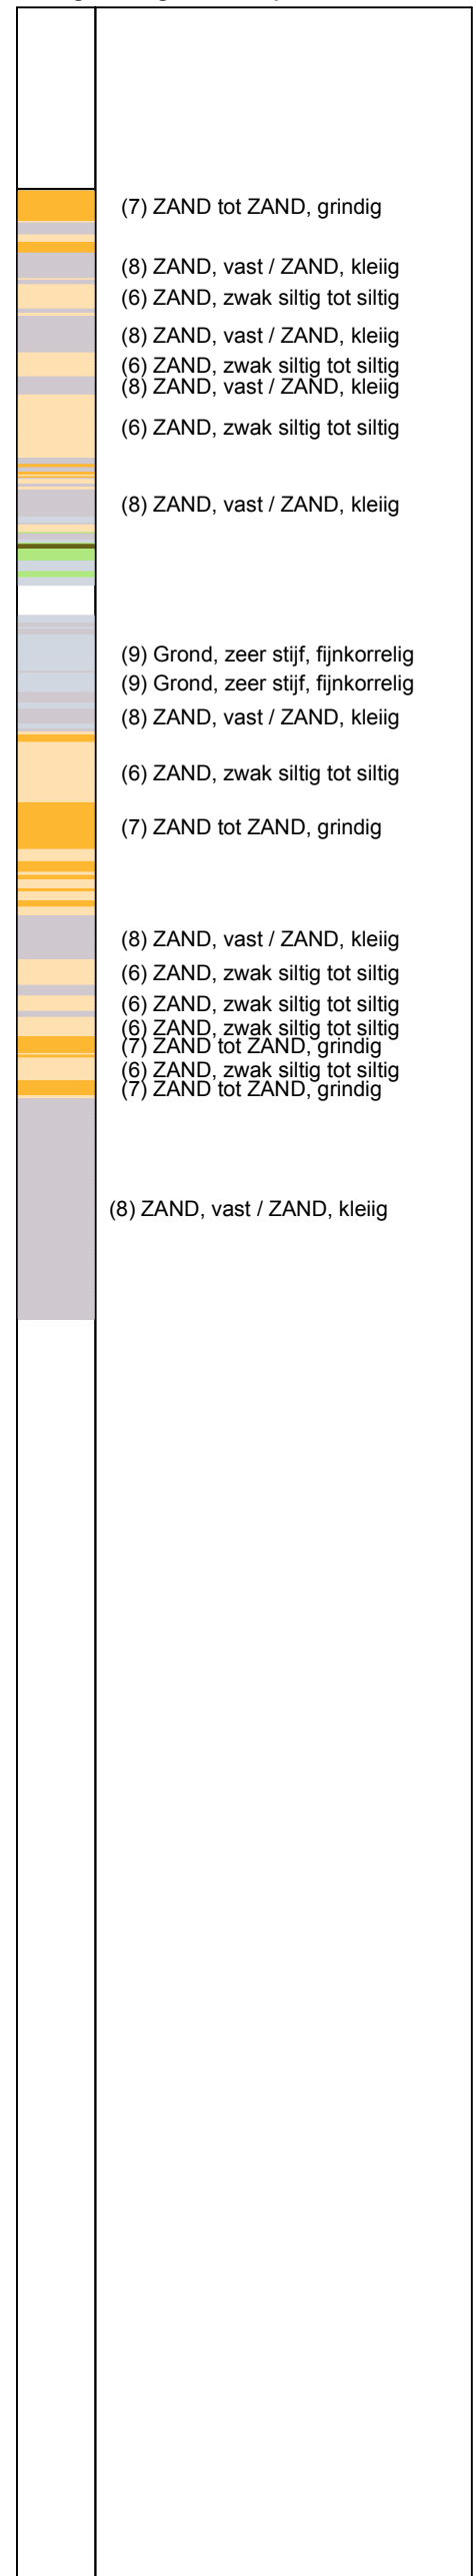 (7) ZAND tot ZAND, grindig
(8) ZAND, vast / ZAND, kleiig
(6) ZAND, zwak siltig tot siltig
(8) ZAND, vast / ZAND, kleiig
(6) ZAND, zwak siltig tot siltig
(8) ZAND, vast / ZAND, kleiig
(6) ZAND, zwak siltig tot siltig
(8) ZAND, vast / ZAND, kleiig
(9) Grond, zeer stijf, fijnkorrelig
(9) Grond, zeer stijf, fijnkorrelig
(8) ZAND, vast / ZAND, kleiig
(6) ZAND, zwak siltig tot siltig
(7) ZAND tot ZAND, grindig
(8) ZAND, vast / ZAND, kleiig
(6) ZAND, zwak siltig tot siltig
(6) ZAND, zwak siltig tot siltig
(6) ZAND, zwak siltig tot siltig
(7) ZAND tot ZAND, grindig
(6) ZAND, zwak siltig tot siltig
(7) ZAND tot ZAND, grindig
(8) ZAND, vast / ZAND, kleiig